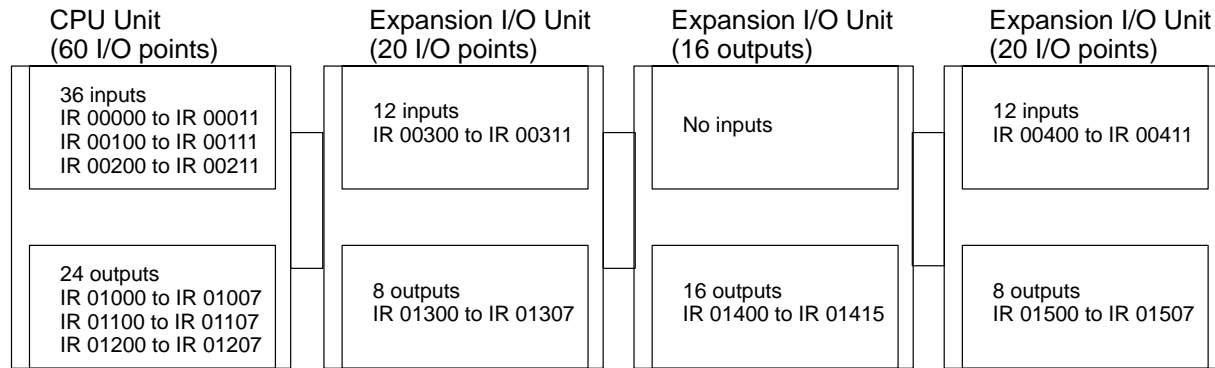 CPU Unit
(60 I/O points)
36 inputs
IR 00000 to IR 00011
IR 00100 to IR 00111
IR 00200 to IR 00211
24 outputs
IR 01000 to IR 01007
IR 01100 to IR 01107
IR 01200 to IR 01207
Expansion I/O Unit
(20 I/O points)
12 inputs
IR 00300 to IR 00311
8 outputs
IR 01300 to IR 01307
Expansion I/O Unit
(16 outputs)
No inputs
16 outputs
IR 01400 to IR 01415
Expansion I/O Unit
(20 I/O points)
12 inputs
IR 00400 to IR 00411
8 outputs
IR 01500 to IR 01507